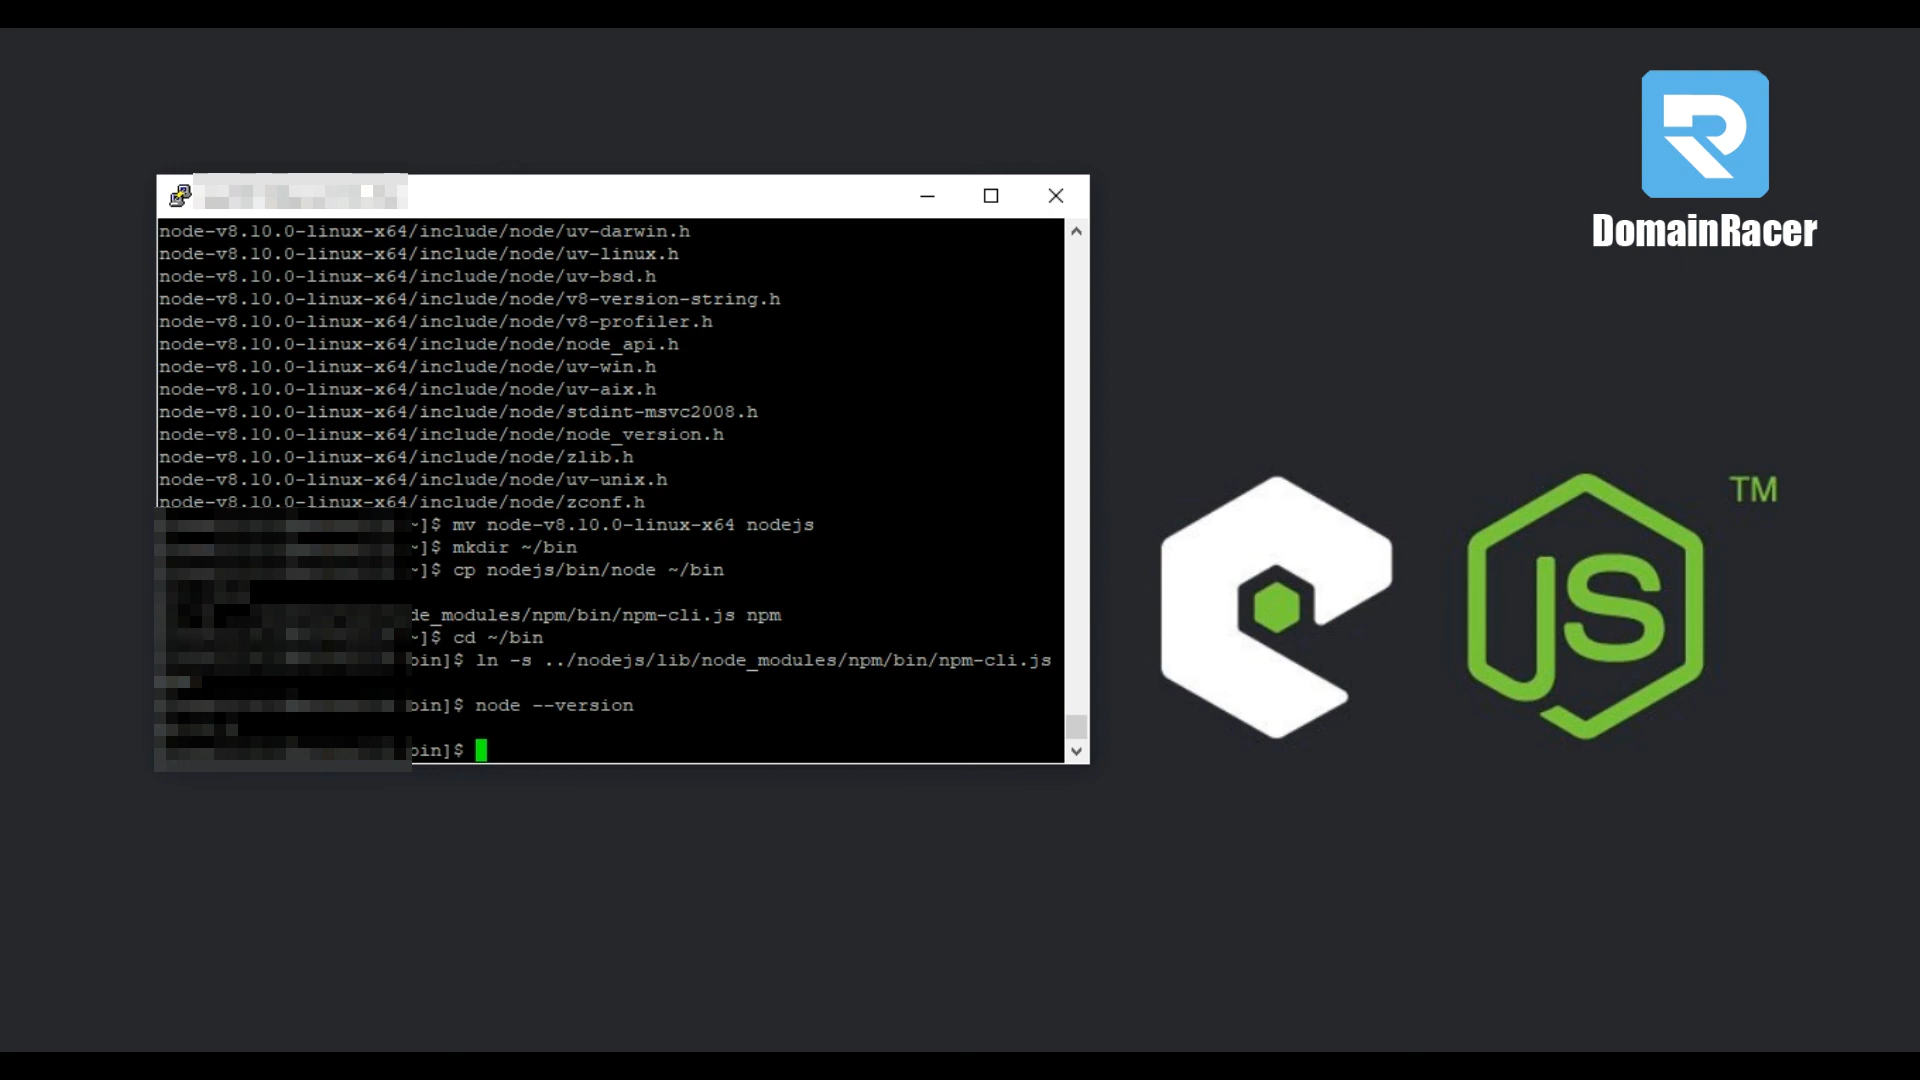 DomainRacer
node-v8.10.0-linux-x64/include/node/uv-darwin.h
node-v8.10.0-linux-x64/include/node/uv-linux.h
node-v8.10.0-linux-x64/include/node/uv-bsd.h
node-v8.10.0-linux-x64/include/node/v8-version-string.h
node-v8.10.0-linux-x64/include/node/v8-profiler.h
node-v8.10.0-linux-x64/include/node/node_api.h
node-v8.10.0-linux-x64/include/node/uv-win.h
node-v8.10.0-linux-x64/include/node/uv-aix.h
node-v8.10.0-linux-x64/include/node/stdint-msvc2008.h
node-v8.10.0-linux-x64/include/node/node_version.h
node-v8.10.0-linux-x64/include/node/zlib.h
node-v8.10.0-linux-x64/include/node/uv-unix.h
node-v8.10.0-linux-x64/include/node/zconf.h
~]$ mv node-v8.10.0-linux-x64 nodejs
~]$ mkdir ~/bin
~]$ cp nodejs/bin/node ~/bin
de_modules/npm/bin/npm-cli.js npm
~]$ cd ~/bin
bin]$ ln -s ../nodejs/lib/node_modules/npm/bin/npm-cli.js
bin]$ node --version
bin]$
JS TM